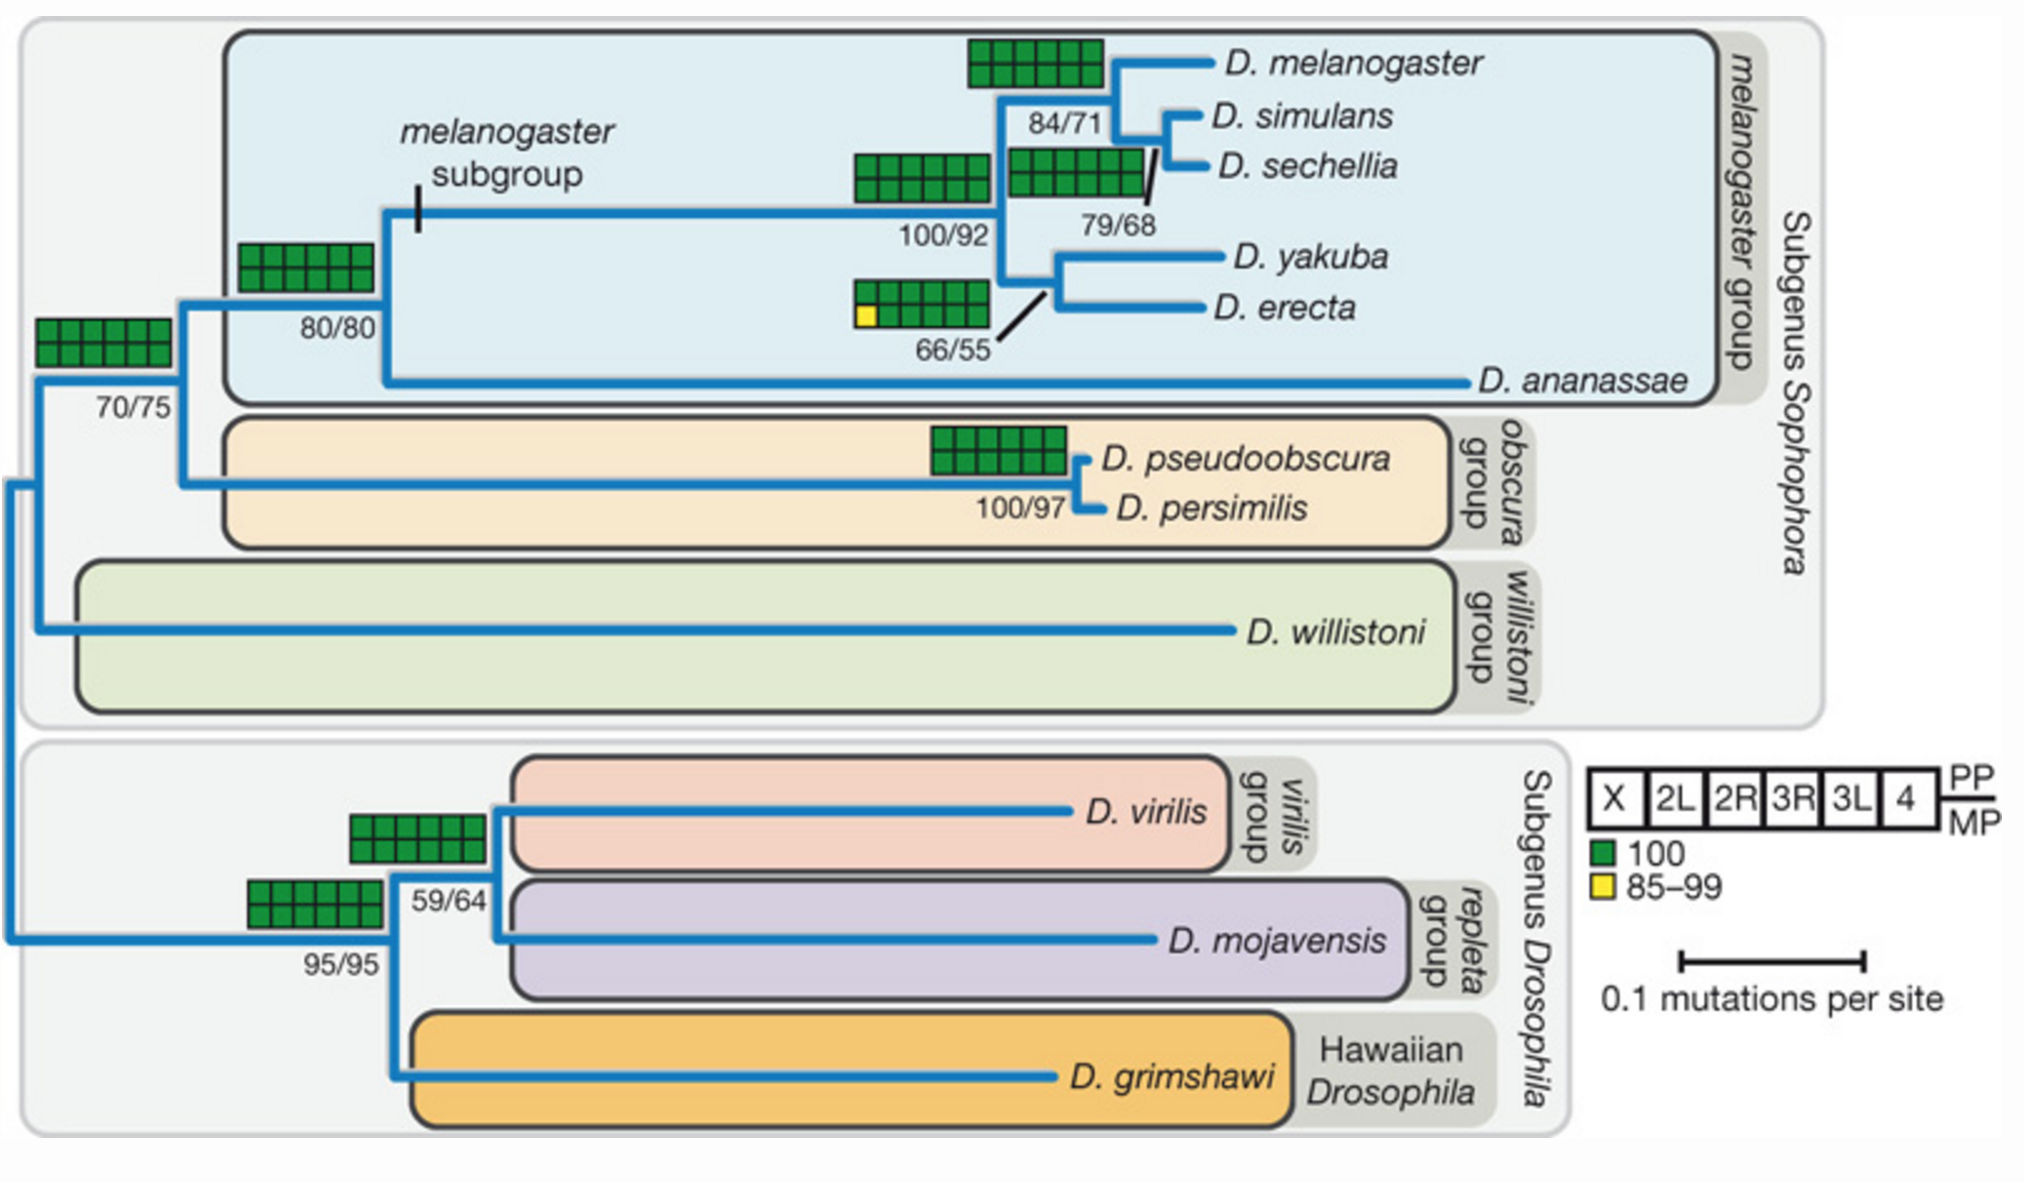 D. melanogaster
84/71
D. simulans
melanogaster
subgroup
D. sechellia
79/68
100/92
D. yakuba
D. erecta
66/55
80/80
D. ananassae
melanogaster group
70/75
D. pseudoobscura
100/97
D. persimilis
obscura
group
D. willistoni
willistoni
group
Subgenus Sophophora
D. virilis
virilis
group
59/64
D. mojavensis
repleta
group
95/95
D. grimshawi
Hawaiian
Drosophila
Subgenus Drosophila
X 2L 2R 3R 3L 4 PP
MP
100
85–99
0.1 mutations per site